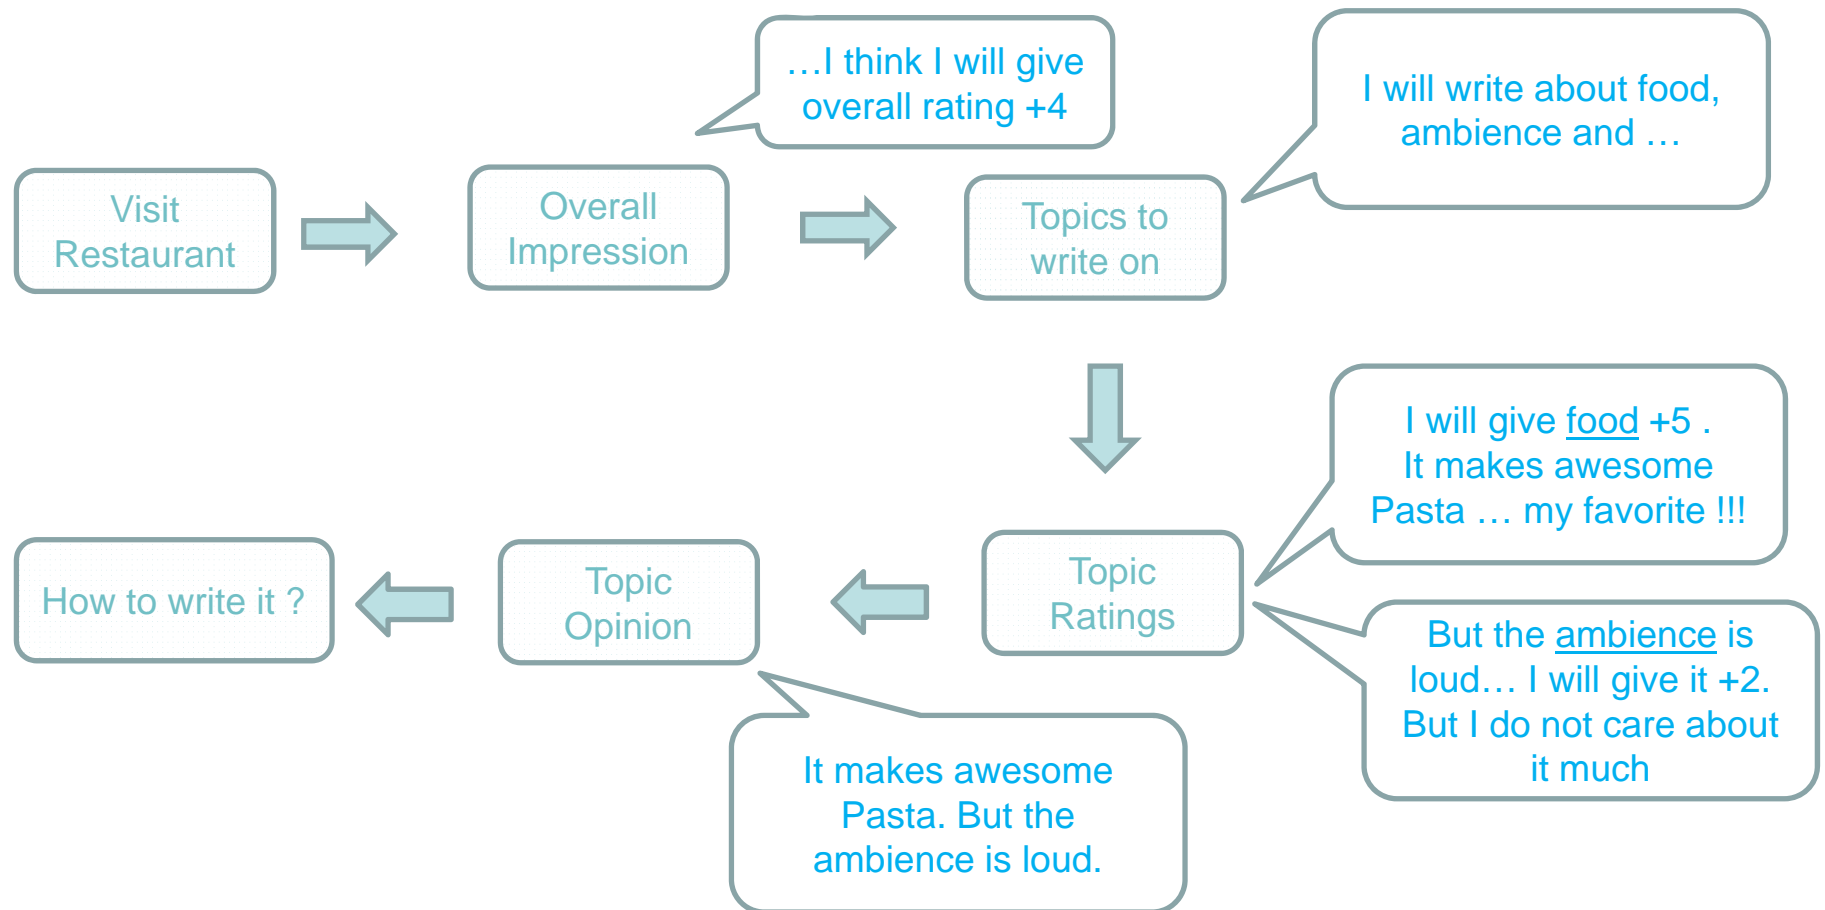 …I think I will give
overall rating +4
I will write about food,
ambience and …
Visit
Restaurant
Overall
Impression
Topics to
write on
I will give food +5 .
It makes awesome
Pasta … my favorite !!!
How to write it ?
Topic
Opinion
Topic
Ratings
But the ambience is
loud… I will give it +2.
But I do not care about
it much
It makes awesome
Pasta. But the
ambience is loud.